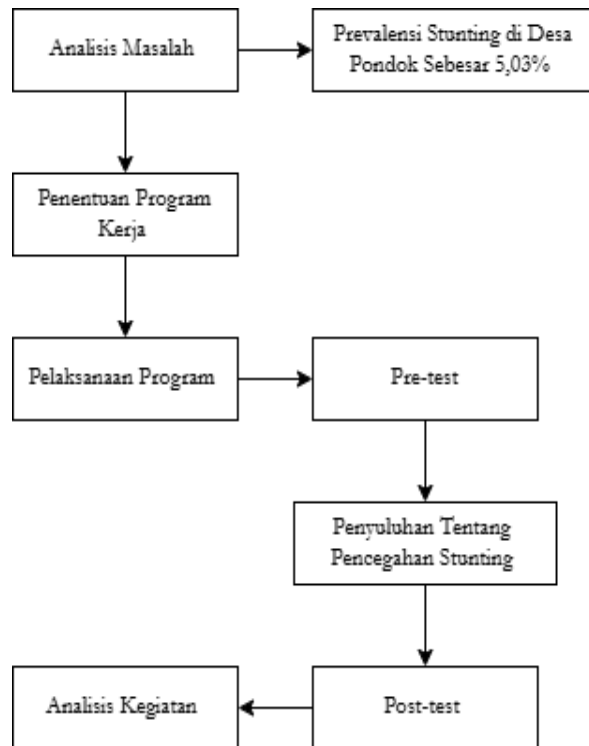 Analisis Masalah
Prevalensi Stunting di Desa
Pondok Sebesar 5,03%
Penentuan Program
Kerja
Pelaksanaan Program
Pre-test
Penyuluhan Tentang
Pencegahan Stunting
Analisis Kegiatan
Post-test